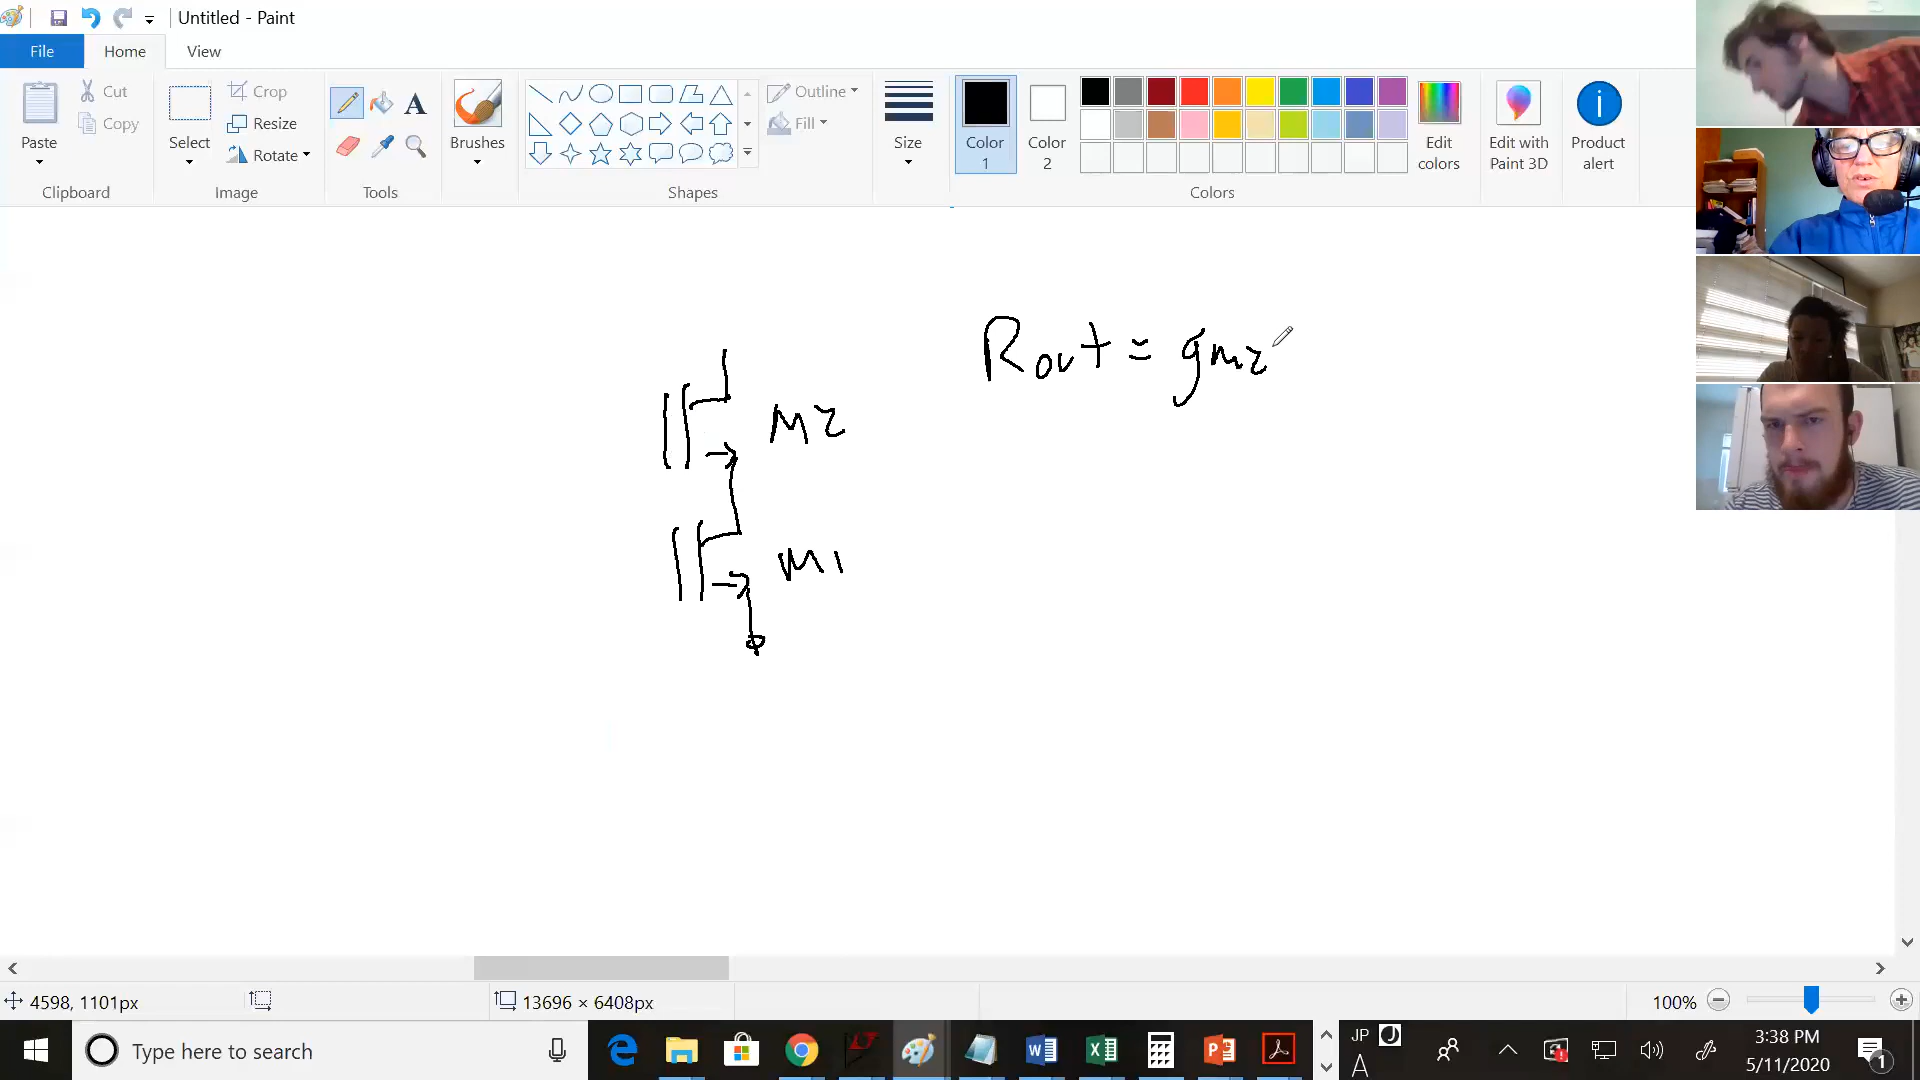 Untitled - Paint
File Home View
Paste Cut Copy
Clipboard
Select Crop Resize Rotate
Image
Tools
Brushes
Shapes
Outline Fill
Size
Color 1
Color 2
Colors
Edit colors
Edit with Paint 3D
Product alert
Rout = gm2
M2
M1
4598, 1101px
13696 × 6408px
100%
Type here to search
JP
A
3:38 PM
5/11/2020
1